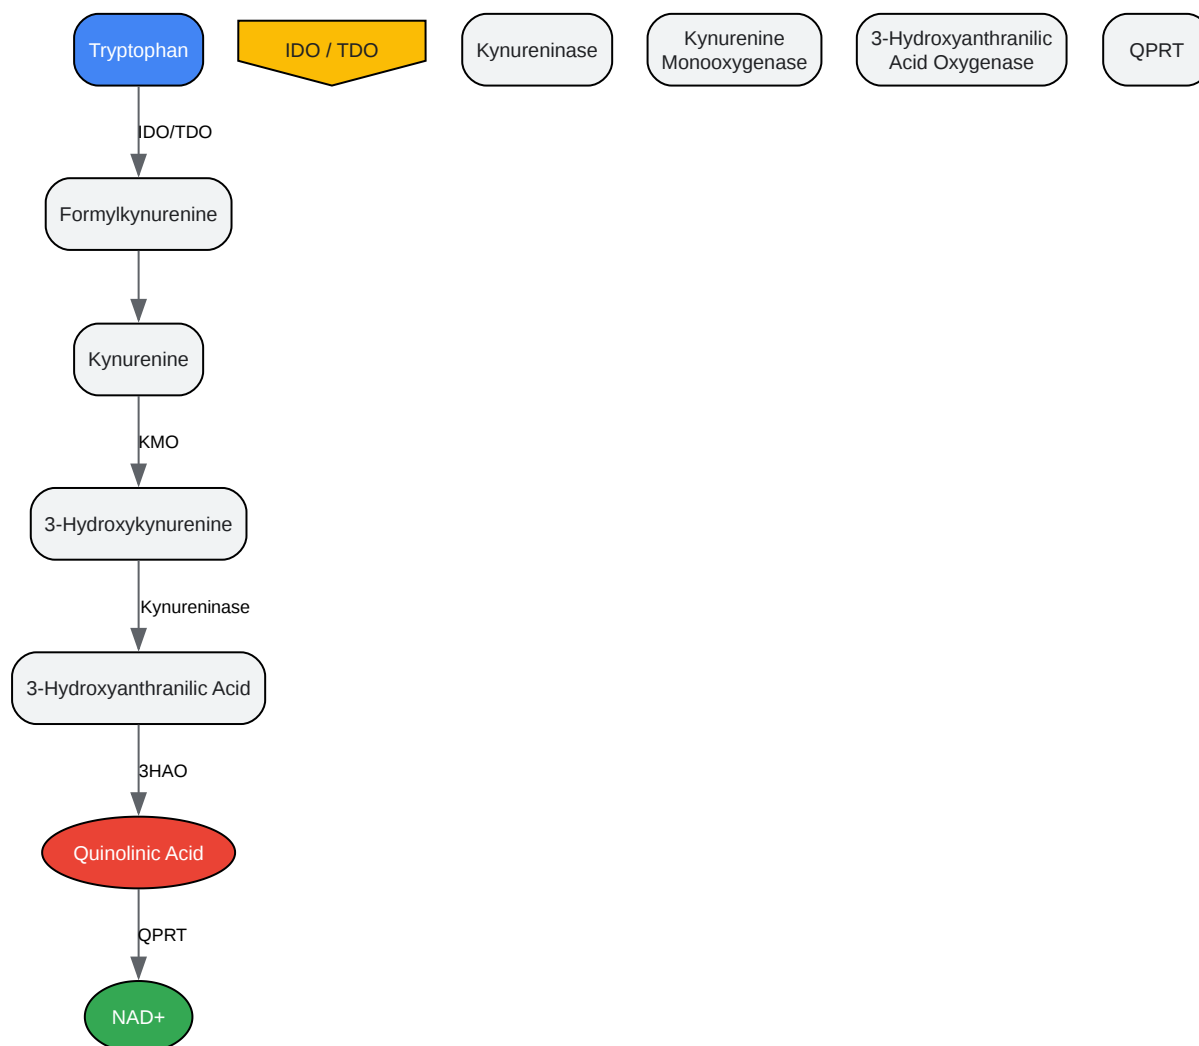 Tryptophan
IDO / TDO
Kynureninase
Kynurenine
Monooxygenase
3-Hydroxyanthranilic
Acid Oxygenase
QPRT
IDO/TDO
Formylkynurenine
Kynurenine
KMO
3-Hydroxykynurenine
Kynureninase
3-Hydroxyanthranilic Acid
3HAO
Quinolinic Acid
QPRT
NAD+